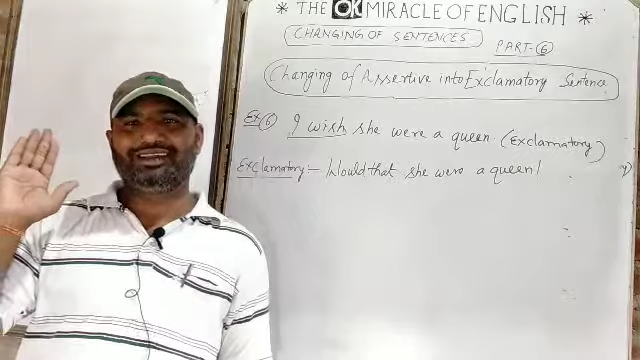 * THE OK MIRACLE OF ENGLISH *
CHANGING OF SENTENCES
PART-6
Changing of Assertive into Exclamatory Sentence
Ex 6 I wish she were a queen (Exclamatory)
Exclamatory:- Would that she were a queen!